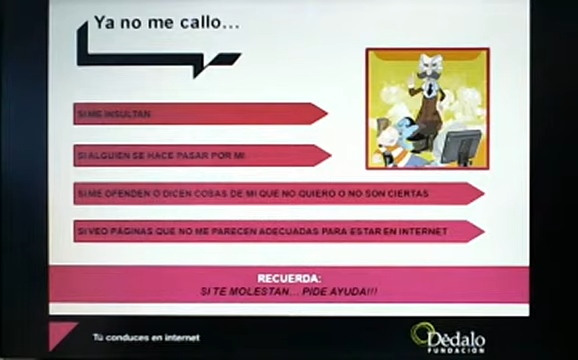 Ya no me callo...
SI ME INSULTAN
SI ALGUIEN SE HACE PASAR POR MI
SI ME OFENDEN O DICEN COSAS DE MI QUE NO QUIERO O NO SON CIERTAS
SI VEO PÁGINAS QUE NO ME PARECEN ADECUADAS PARA ESTAR EN INTERNET
RECUERDA:
SI TE MOLESTAN... PIDE AYUDA!!!
Tú conduces en internet
Dédalo
FUNDACIÓN